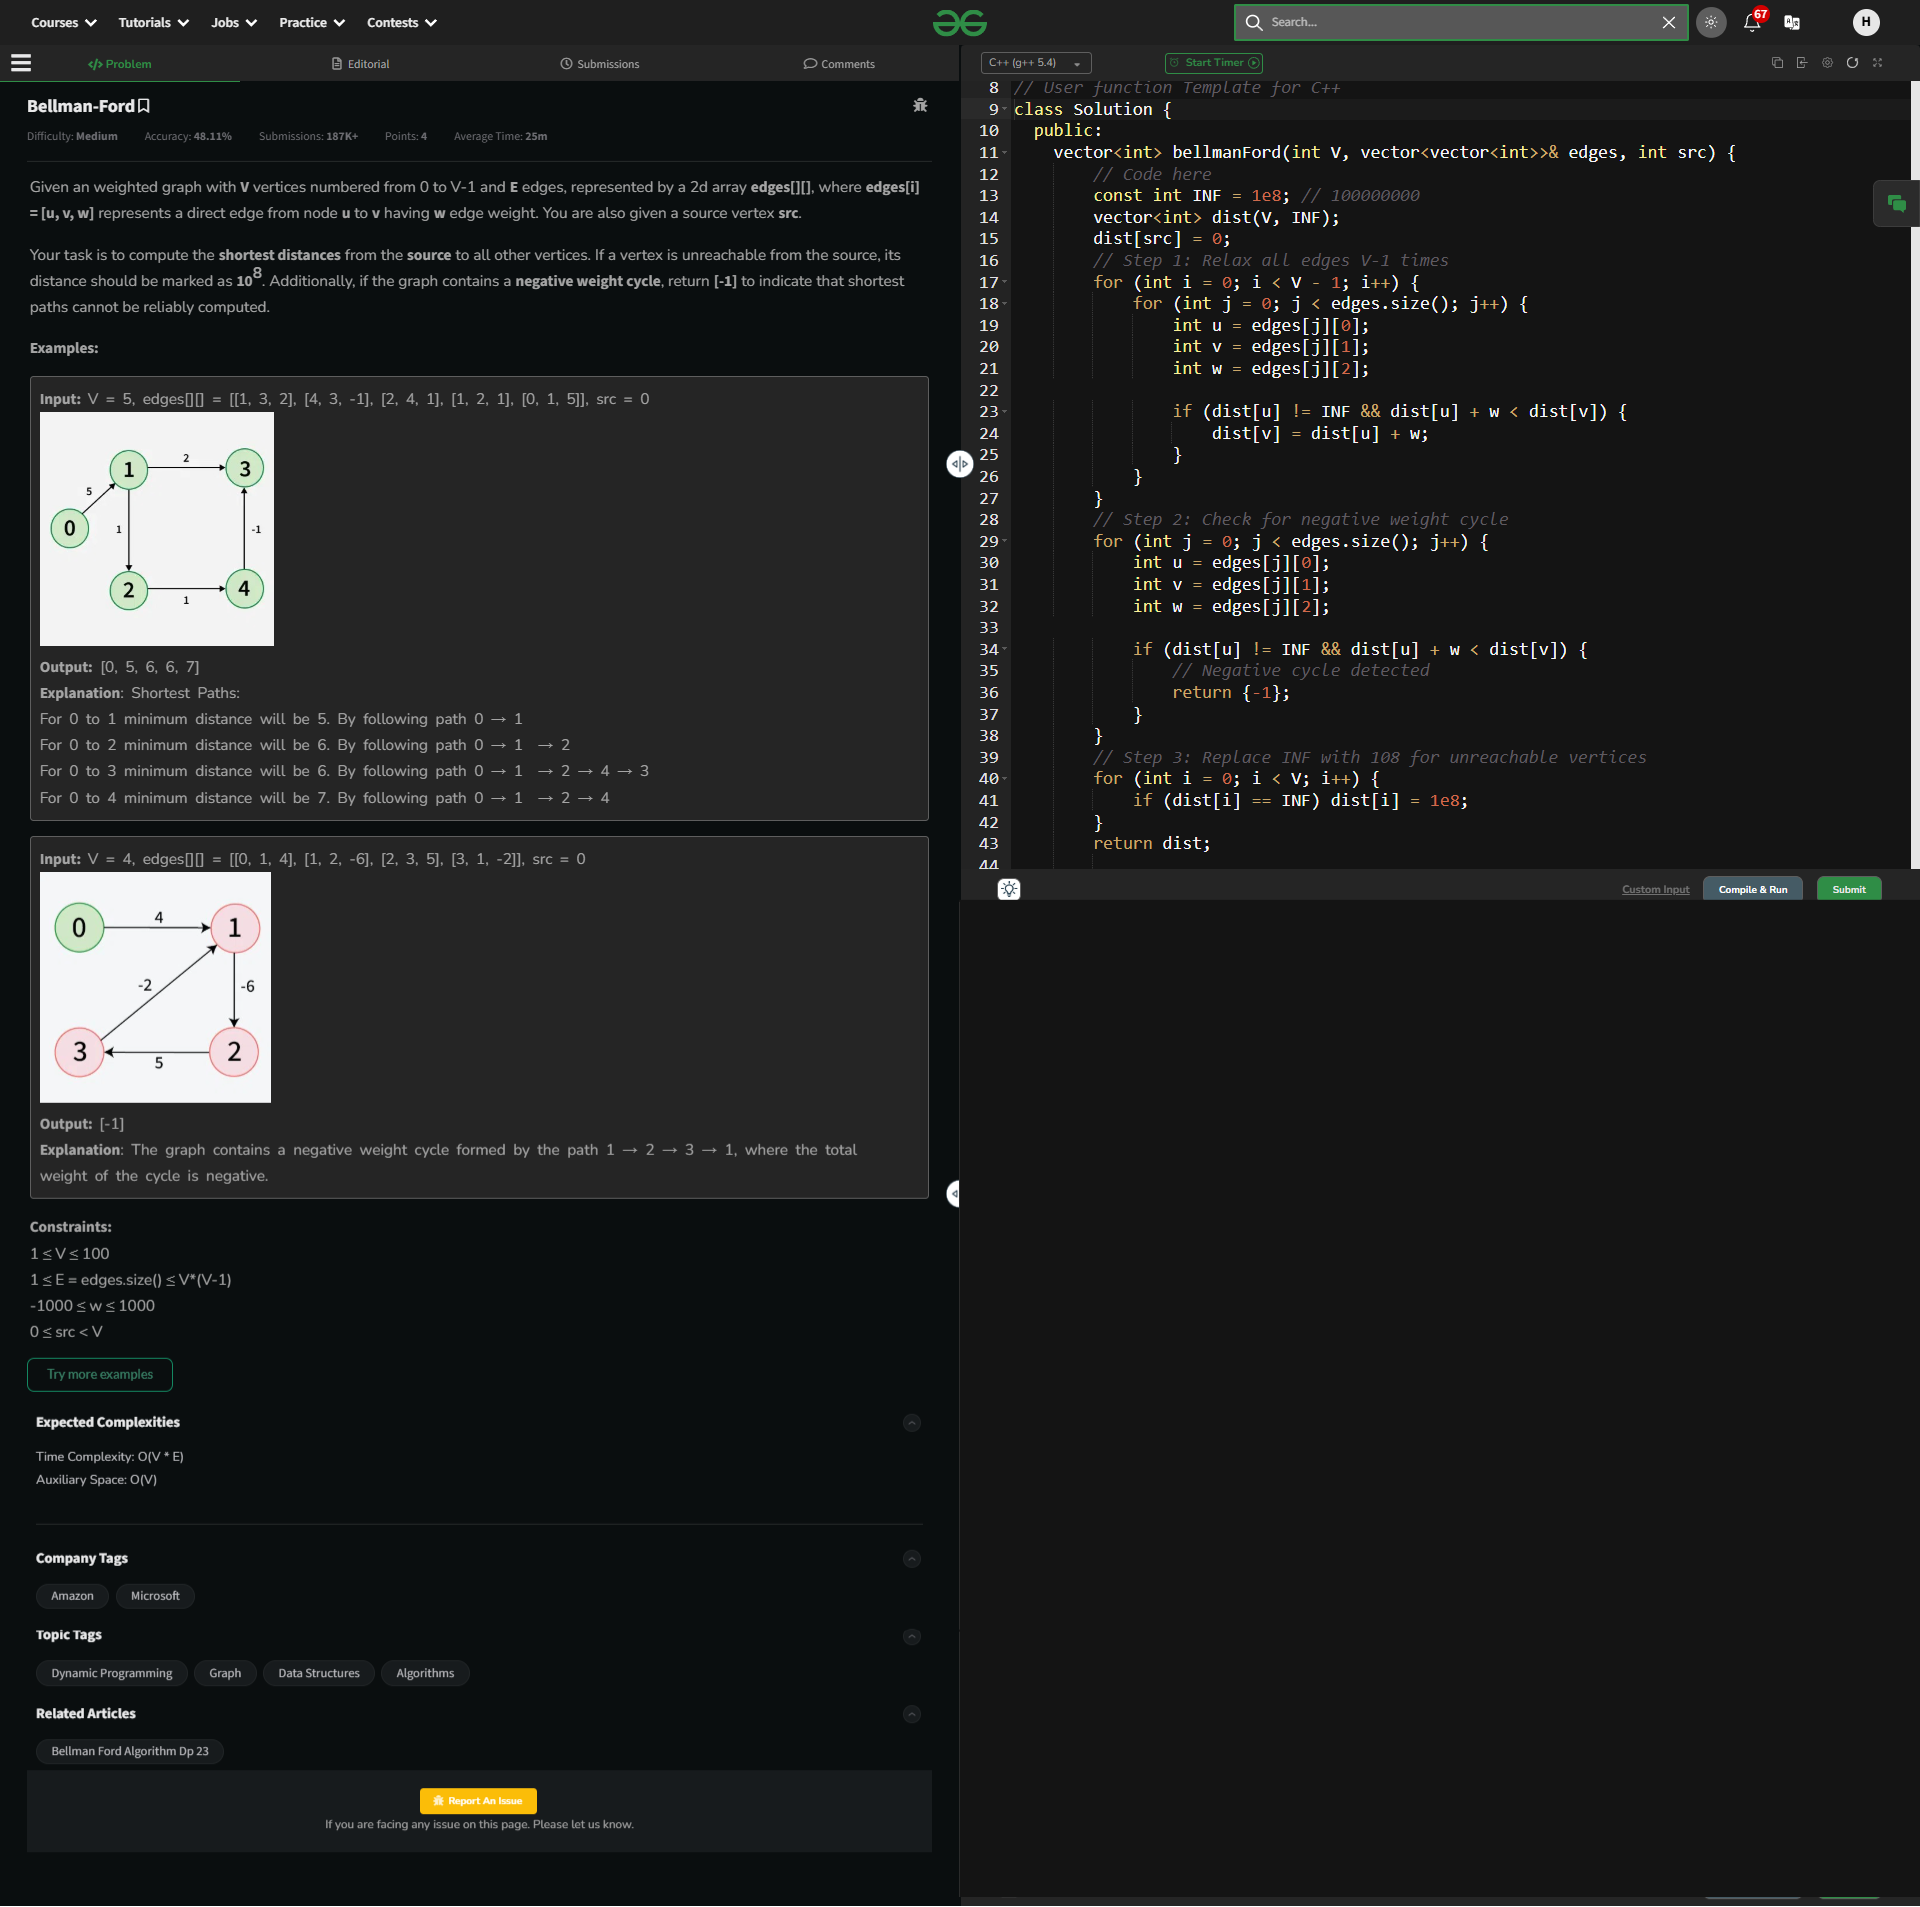 Courses Tutorials Jobs Practice Contests
Search...
67
H
</> Problem Editorial Submissions Comments
Bellman-Ford
Difficulty: Medium Accuracy: 48.11% Submissions: 187K+ Points: 4 Average Time: 25m
Given an weighted graph with V vertices numbered from 0 to V-1 and E edges, represented by a 2d array edges[][], where edges[i]
= [u, v, w] represents a direct edge from node u to v having w edge weight. You are also given a source vertex src.
Your task is to compute the shortest distances from the source to all other vertices. If a vertex is unreachable from the source, its
distance should be marked as 10^8. Additionally, if the graph contains a negative weight cycle, return [-1] to indicate that shortest
paths cannot be reliably computed.
Examples:
Input: V = 5, edges[][] = [[1, 3, 2], [4, 3, -1], [2, 4, 1], [1, 2, 1], [0, 1, 5]], src = 0
1 2 3
5
0 1 -1
2 1 4
Output: [0, 5, 6, 6, 7]
Explanation: Shortest Paths:
For 0 to 1 minimum distance will be 5. By following path 0 → 1
For 0 to 2 minimum distance will be 6. By following path 0 → 1 → 2
For 0 to 3 minimum distance will be 6. By following path 0 → 1 → 2 → 4 → 3
For 0 to 4 minimum distance will be 7. By following path 0 → 1 → 2 → 4
Input: V = 4, edges[][] = [[0, 1, 4], [1, 2, -6], [2, 3, 5], [3, 1, -2]], src = 0
0 4 1
-2 -6
3 5 2
Output: [-1]
Explanation: The graph contains a negative weight cycle formed by the path 1 → 2 → 3 → 1, where the total
weight of the cycle is negative.
Constraints:
1 ≤ V ≤ 100
1 ≤ E = edges.size() ≤ V*(V-1)
-1000 ≤ w ≤ 1000
0 ≤ src < V
Try more examples
Expected Complexities
Time Complexity: O(V * E)
Auxiliary Space: O(V)
Company Tags
Amazon Microsoft
Topic Tags
Dynamic Programming Graph Data Structures Algorithms
Related Articles
Bellman Ford Algorithm Dp 23
Report An Issue
If you are facing any issue on this page. Please let us know.
C++ (g++ 5.4) Start Timer
8 // User function Template for C++
9 class Solution {
10 public:
11 vector<int> bellmanFord(int V, vector<vector<int>>& edges, int src) {
12 // Code here
13 const int INF = 1e8; // 100000000
14 vector<int> dist(V, INF);
15 dist[src] = 0;
16 // Step 1: Relax all edges V-1 times
17 for (int i = 0; i < V - 1; i++) {
18 for (int j = 0; j < edges.size(); j++) {
19 int u = edges[j][0];
20 int v = edges[j][1];
21 int w = edges[j][2];
22
23 if (dist[u] != INF && dist[u] + w < dist[v]) {
24 dist[v] = dist[u] + w;
25 }
26 }
27 }
28 // Step 2: Check for negative weight cycle
29 for (int j = 0; j < edges.size(); j++) {
30 int u = edges[j][0];
31 int v = edges[j][1];
32 int w = edges[j][2];
33
34 if (dist[u] != INF && dist[u] + w < dist[v]) {
35 // Negative cycle detected
36 return {-1};
37 }
38 }
39 // Step 3: Replace INF with 108 for unreachable vertices
40 for (int i = 0; i < V; i++) {
41 if (dist[i] == INF) dist[i] = 1e8;
42 }
43 return dist;
44
Custom Input Compile & Run Submit